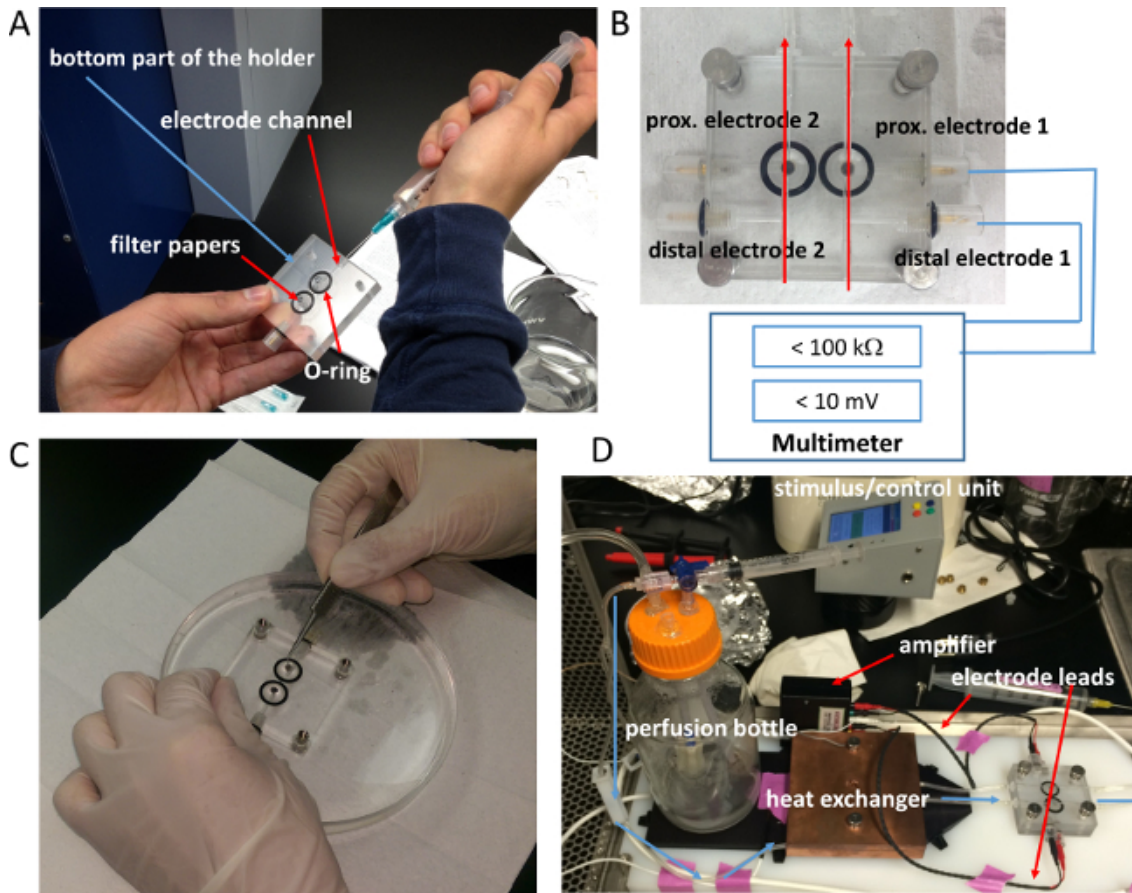 A
bottom part of the holder
electrode channel
filter papers
O-ring
B
prox. electrode 2
prox. electrode 1
distal electrode 2
distal electrode 1
< 100 kΩ
< 10 mV
Multimeter
C
D
stimulus/control unit
amplifier
electrode leads
perfusion bottle
heat exchanger